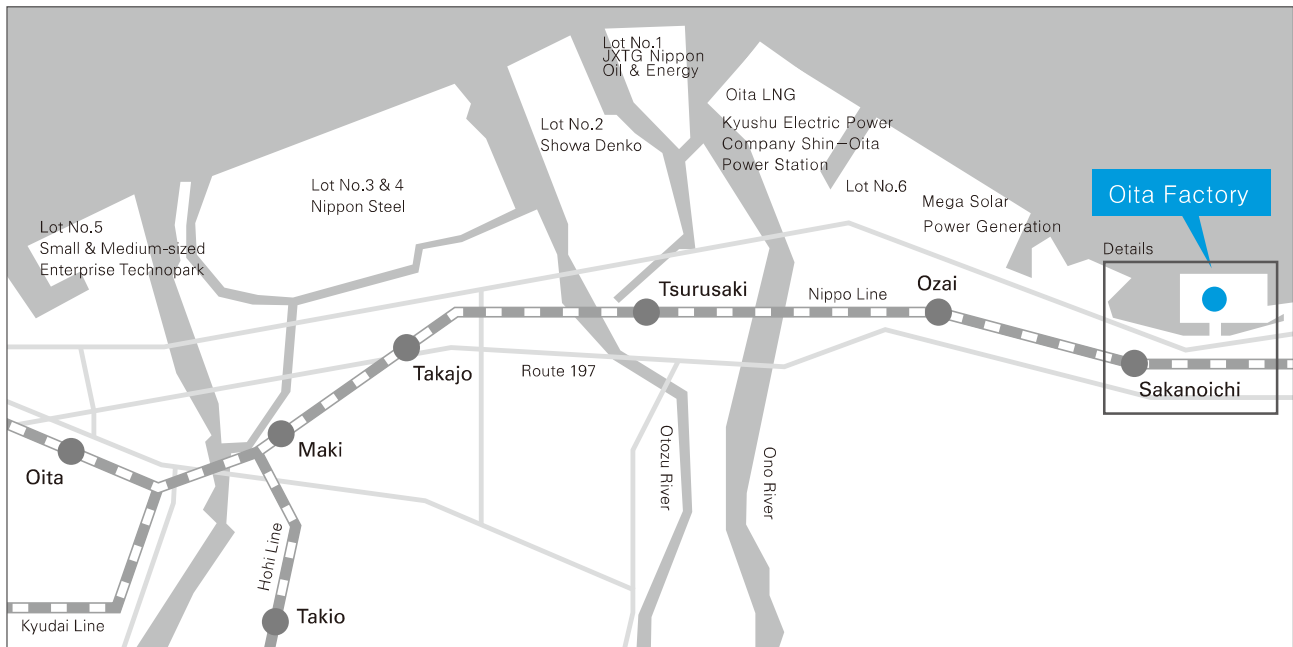 Lot No.1
JXTG Nippon
Oil & Energy
Oita LNG
Kyushu Electric Power
Company Shin-Oita
Power Station
Lot No.2
Showa Denko
Lot No.3 & 4
Nippon Steel
Lot No.6
Mega Solar
Power Generation
Oita Factory
Details
Lot No.5
Small & Medium-sized
Enterprise Technopark
Tsurusaki
Nippo Line
Ozai
Takajo
Route 197
Sakanoichi
Maki
Oita
Otozu River
Ono River
Hohi Line
Takio
Kyudai Line